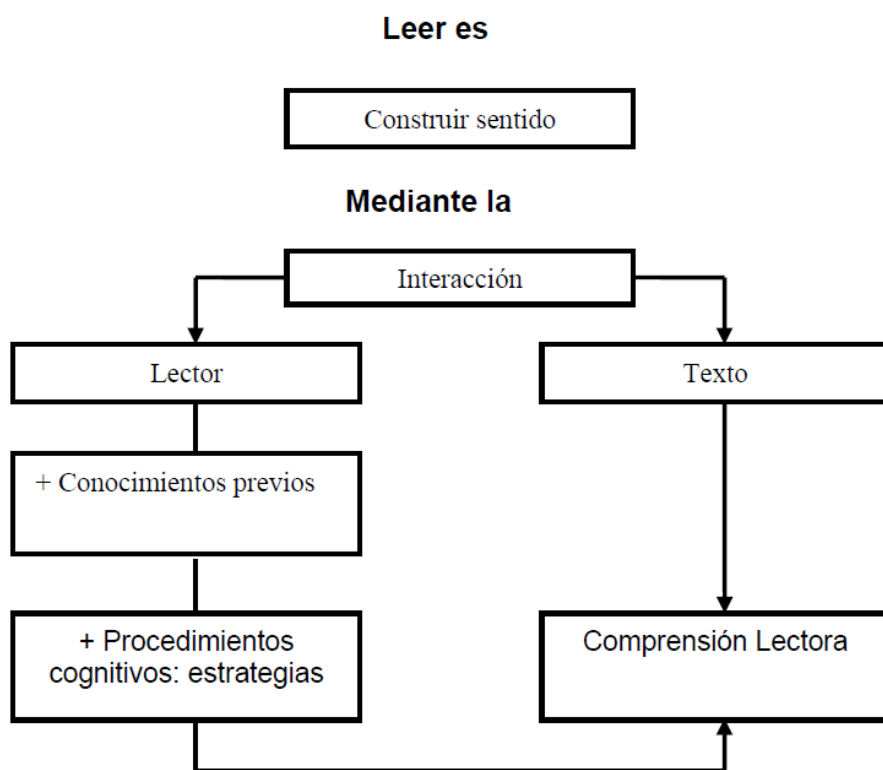 Leer es
Construir sentido
Mediante la
Interacción
Lector
Texto
+ Conocimientos previos
+ Procedimientos
cognitivos: estrategias
Comprensión Lectora